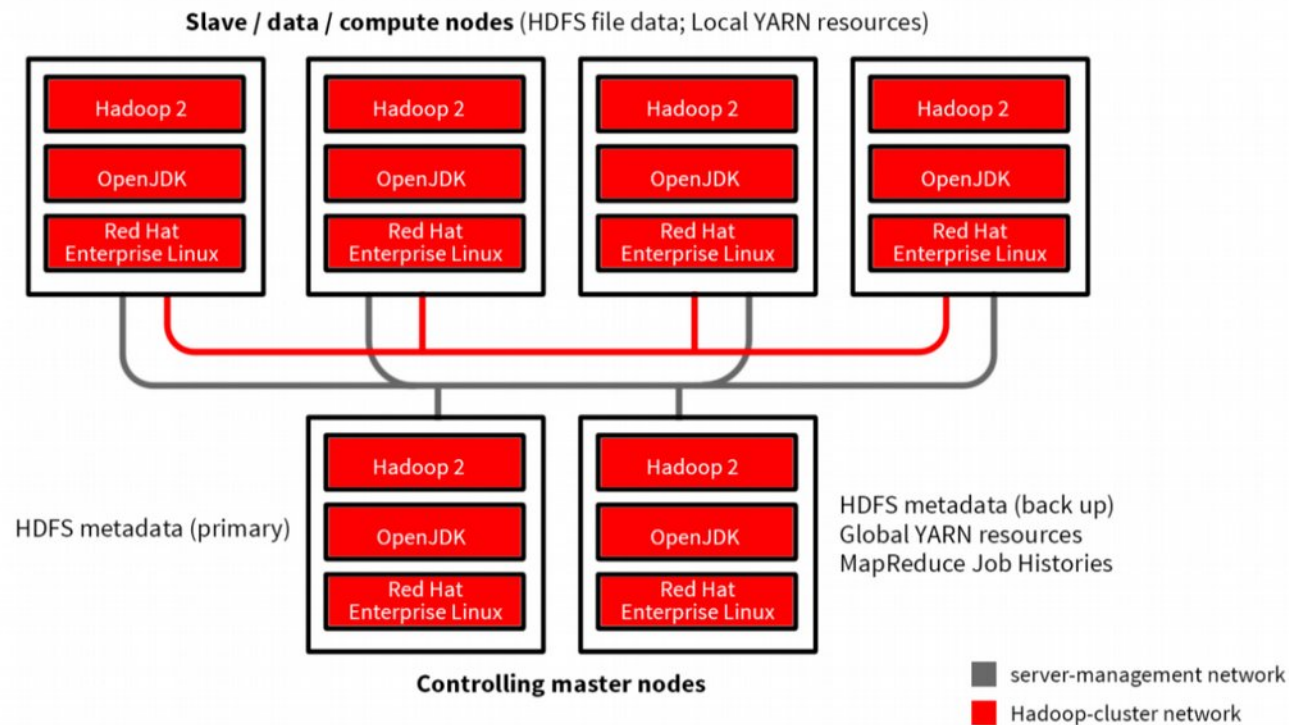 Slave / data / compute nodes (HDFS file data; Local YARN resources)
Hadoop 2
OpenJDK
Red Hat
Enterprise Linux
Hadoop 2
OpenJDK
Red Hat
Enterprise Linux
Hadoop 2
OpenJDK
Red Hat
Enterprise Linux
Hadoop 2
OpenJDK
Red Hat
Enterprise Linux
HDFS metadata (primary)
Hadoop 2
OpenJDK
Red Hat
Enterprise Linux
Hadoop 2
OpenJDK
Red Hat
Enterprise Linux
HDFS metadata (back up)
Global YARN resources
MapReduce Job Histories
Controlling master nodes
server-management network
Hadoop-cluster network